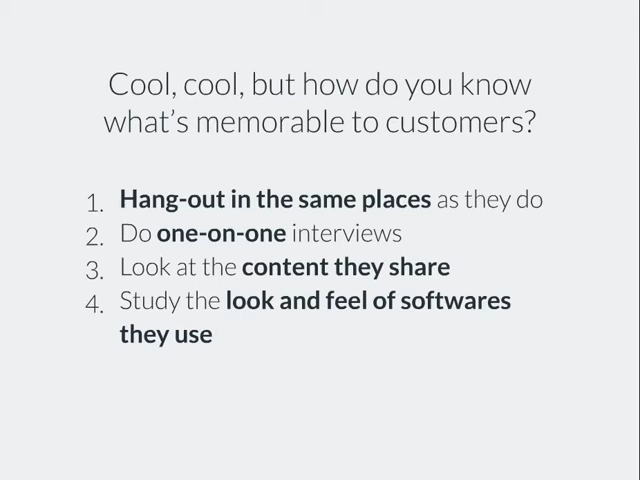 Cool, cool, but how do you know
what's memorable to customers?
1. Hang-out in the same places as they do
2. Do one-on-one interviews
3. Look at the content they share
4. Study the look and feel of softwares
they use